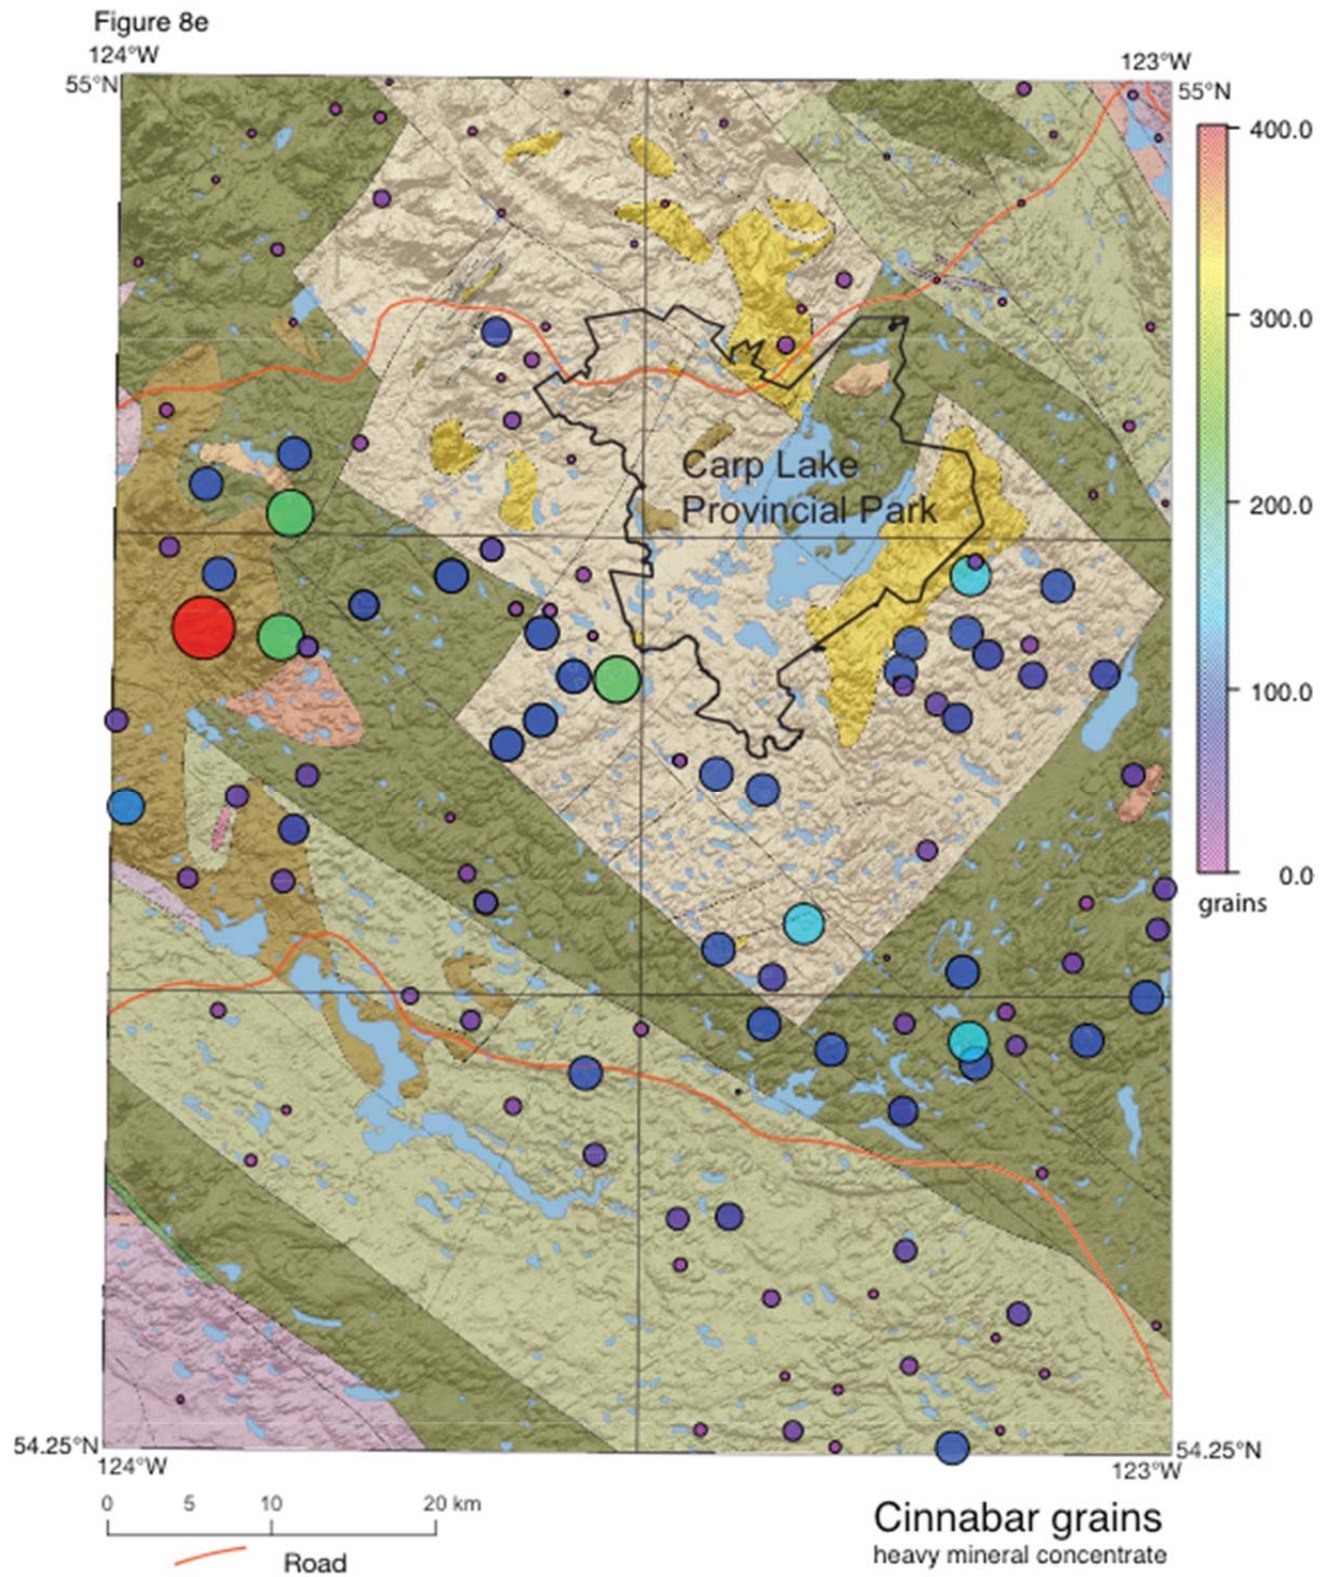 Figure 8e
124°W
123°W
55°N
55°N
400.0
300.0
Carp Lake
Provincial Park
200.0
100.0
0.0
grains
54.25°N
54.25°N
124°W
123°W
0 5 10 20 km
Road
Cinnabar grains
heavy mineral concentrate